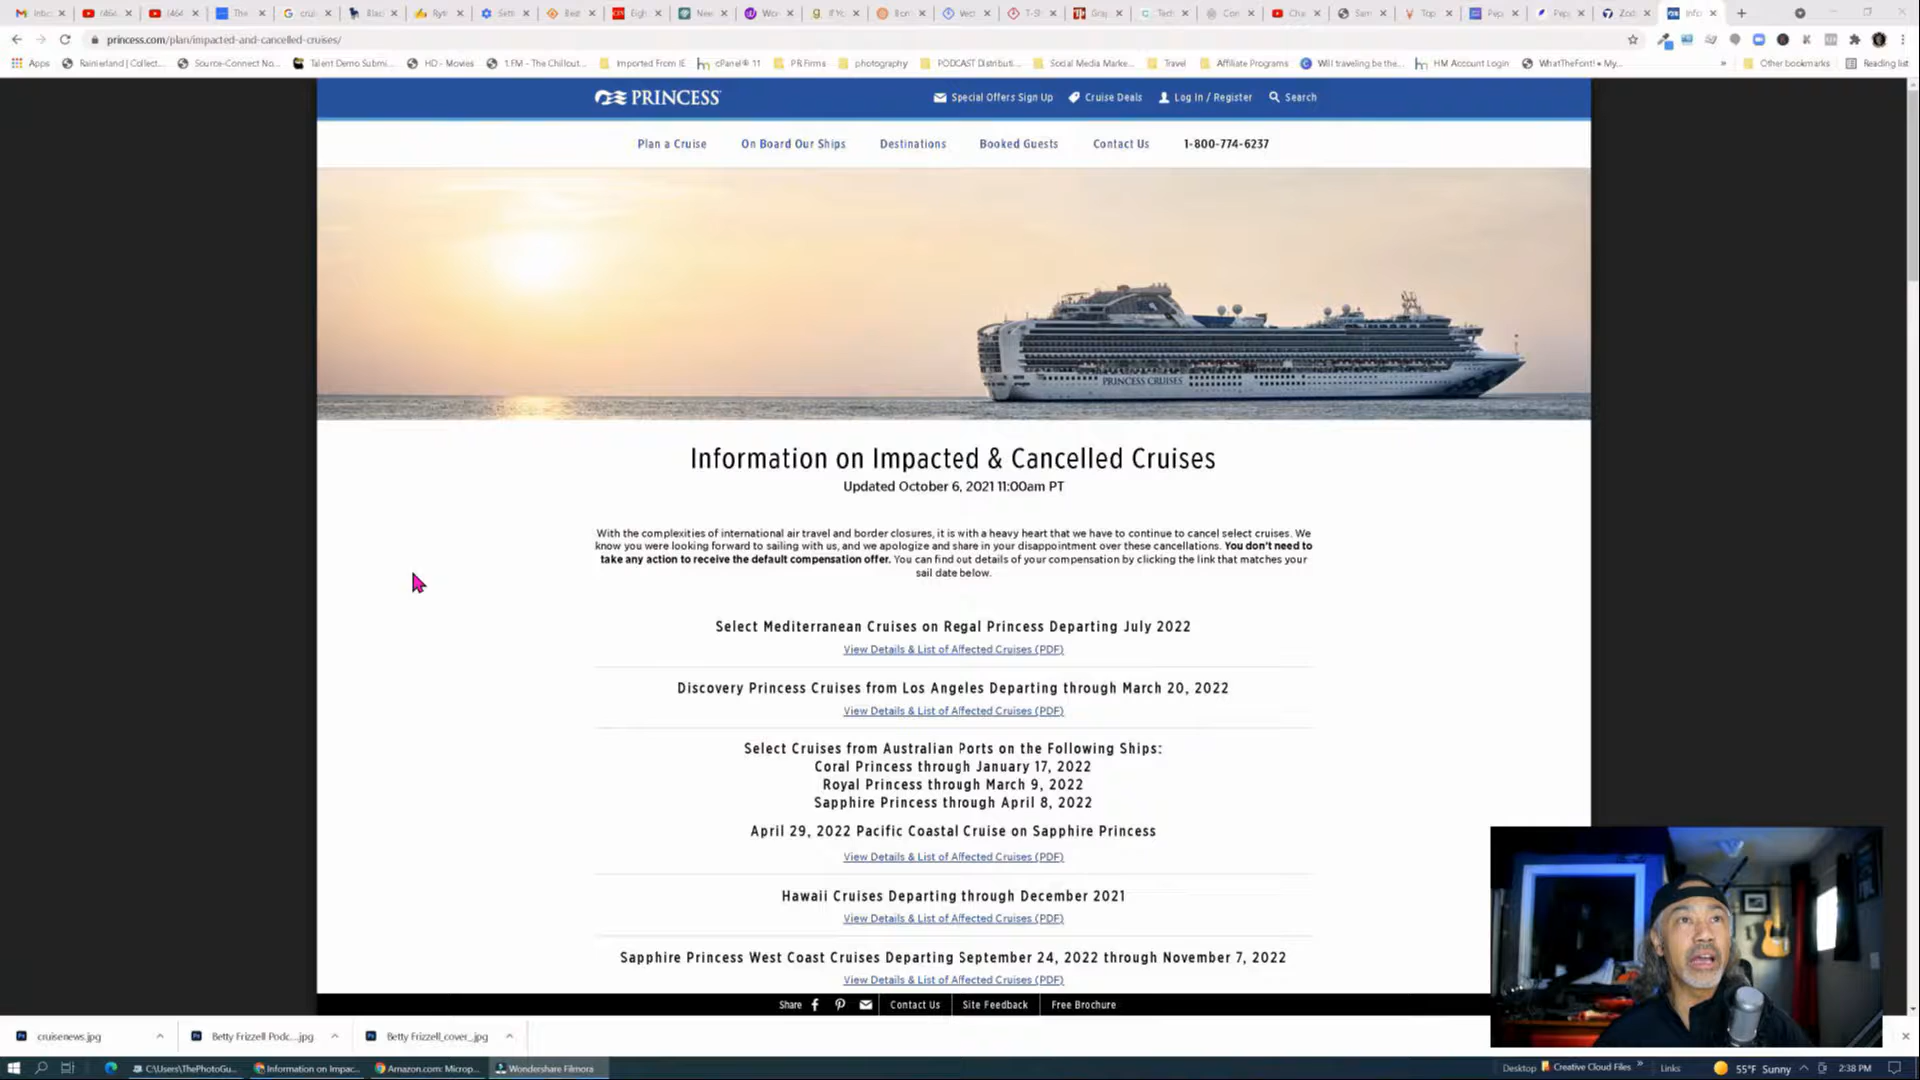 princess.com/plan/impacted-and-cancelled-cruises/
Apps
Rainierland | Collect...
Source-Connect No...
Talent Demo Submi...
HD - Movies
1.FM - The Chillout...
Imported From IE
cPanel® 11
PR Firms
photography
PODCAST Distributi...
Social Media Marke...
Travel
Affiliate Programs
Will traveling be the...
HM Account Login
WhatTheFont! • My...
»
Other bookmarks
Reading list
PRINCESS
Special Offers Sign Up
Cruise Deals
Log In / Register
Search
Plan a Cruise
On Board Our Ships
Destinations
Booked Guests
Contact Us
1-800-774-6237
PRINCESS CRUISES
Information on Impacted & Cancelled Cruises
Updated October 6, 2021 11:00am PT
With the complexities of international air travel and border closures, it is with a heavy heart that we have to continue to cancel select cruises. We
know you were looking forward to sailing with us, and we apologize and share in your disappointment over these cancellations. You don't need to
take any action to receive the default compensation offer. You can find out details of your compensation by clicking the link that matches your
sail date below.
Select Mediterranean Cruises on Regal Princess Departing July 2022
View Details & List of Affected Cruises (PDF)
Discovery Princess Cruises from Los Angeles Departing through March 20, 2022
View Details & List of Affected Cruises (PDF)
Select Cruises from Australian Ports on the Following Ships:
Coral Princess through January 17, 2022
Royal Princess through March 9, 2022
Sapphire Princess through April 8, 2022
April 29, 2022 Pacific Coastal Cruise on Sapphire Princess
View Details & List of Affected Cruises (PDF)
Hawaii Cruises Departing through December 2021
View Details & List of Affected Cruises (PDF)
Sapphire Princess West Coast Cruises Departing September 24, 2022 through November 7, 2022
View Details & List of Affected Cruises (PDF)
Share
Contact Us
Site Feedback
Free Brochure
cruisenews.jpg
Betty Frizzell Podc....jpg
Betty Frizzell_cover_.jpg
C:\Users\ThePhotoGu...
Information on Impac...
Amazon.com: Microp...
Wondershare Filmora
Desktop
Creative Cloud Files
»
Links
55°F Sunny
2:38 PM